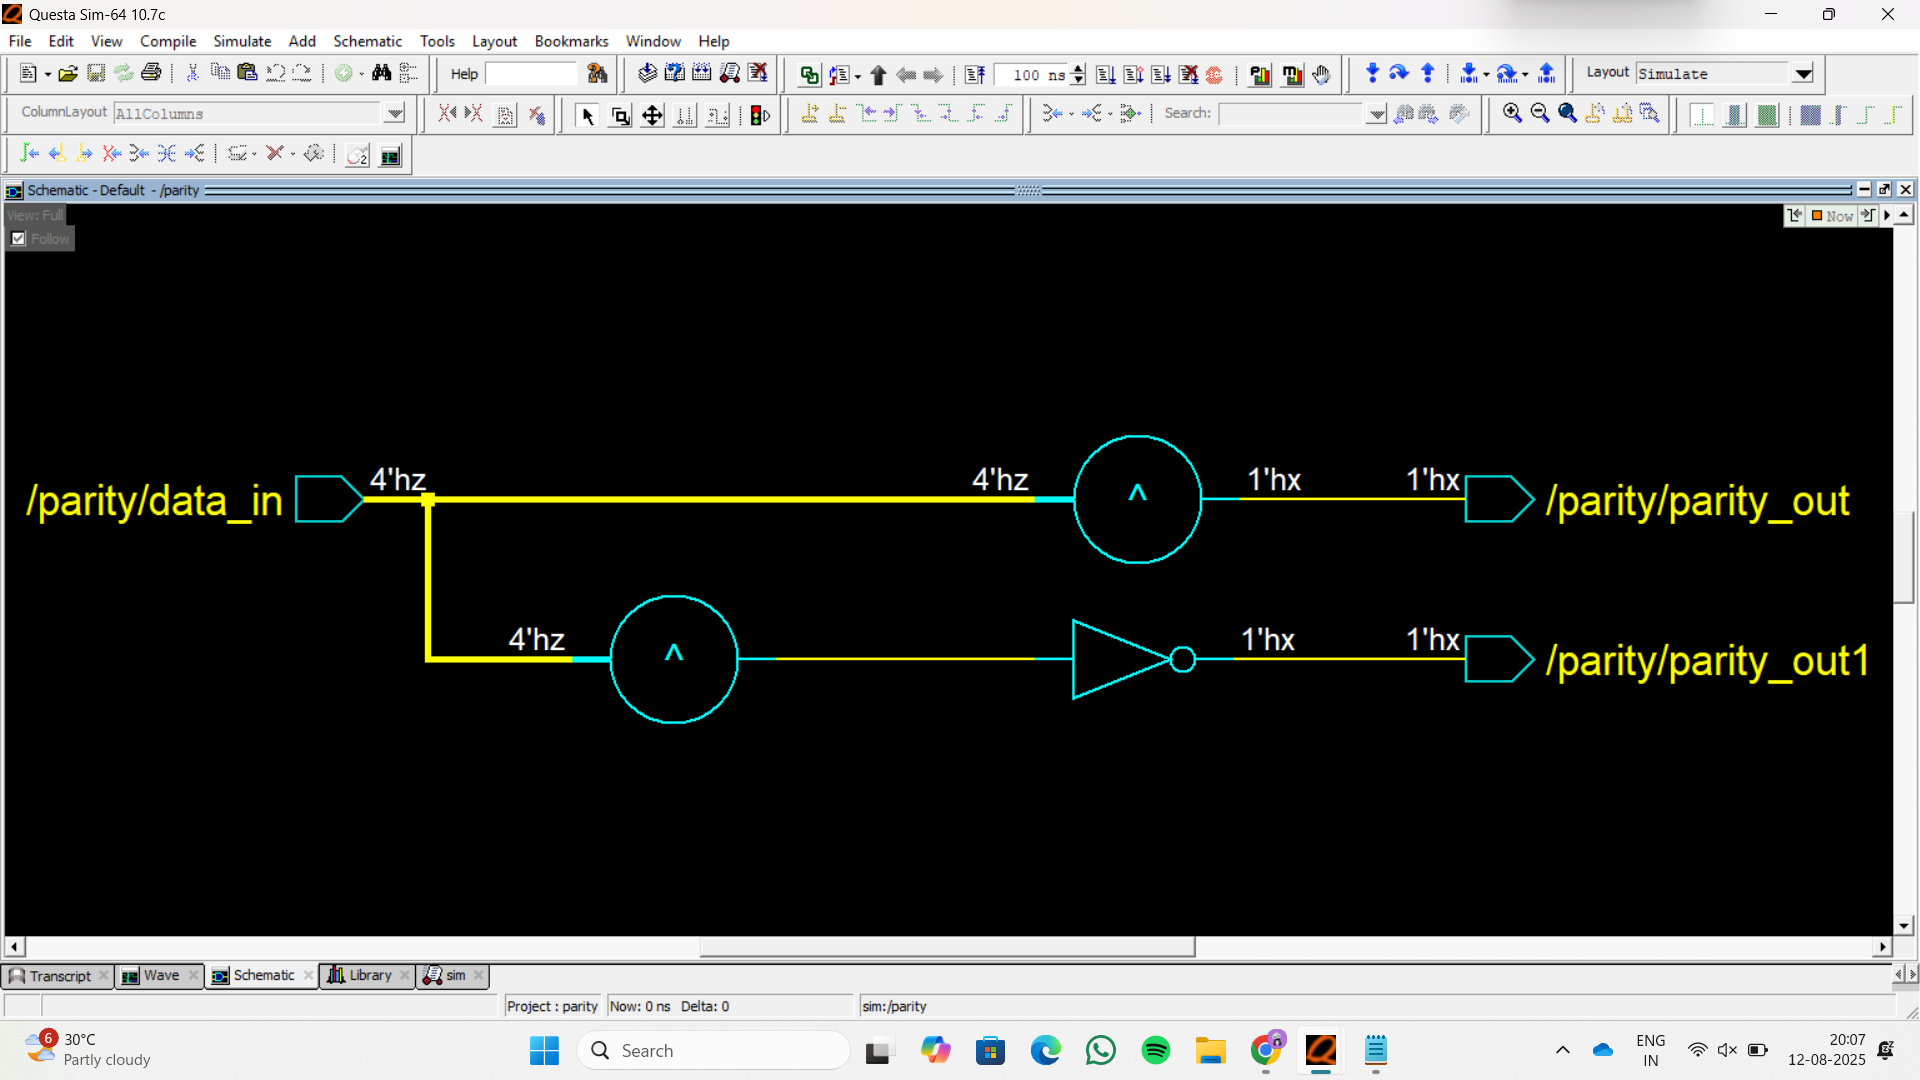 Questa Sim-64 10.7c
File Edit View Compile Simulate Add Schematic Tools Layout Bookmarks Window Help
Help
100 ns
Layout Simulate
ColumnLayout AllColumns
Search:
Schematic - Default - /parity
View: Full
Follow
Now
/parity/data_in 4'hz 4'hz ^ 1'hx 1'hx /parity/parity_out
4'hz ^ 1'hx 1'hx /parity/parity_out1
Transcript Wave Schematic Library sim
Project : parity Now: 0 ns Delta: 0 sim:/parity
6 30°C
Partly cloudy
Search
ENG
IN
20:07
12-08-2025